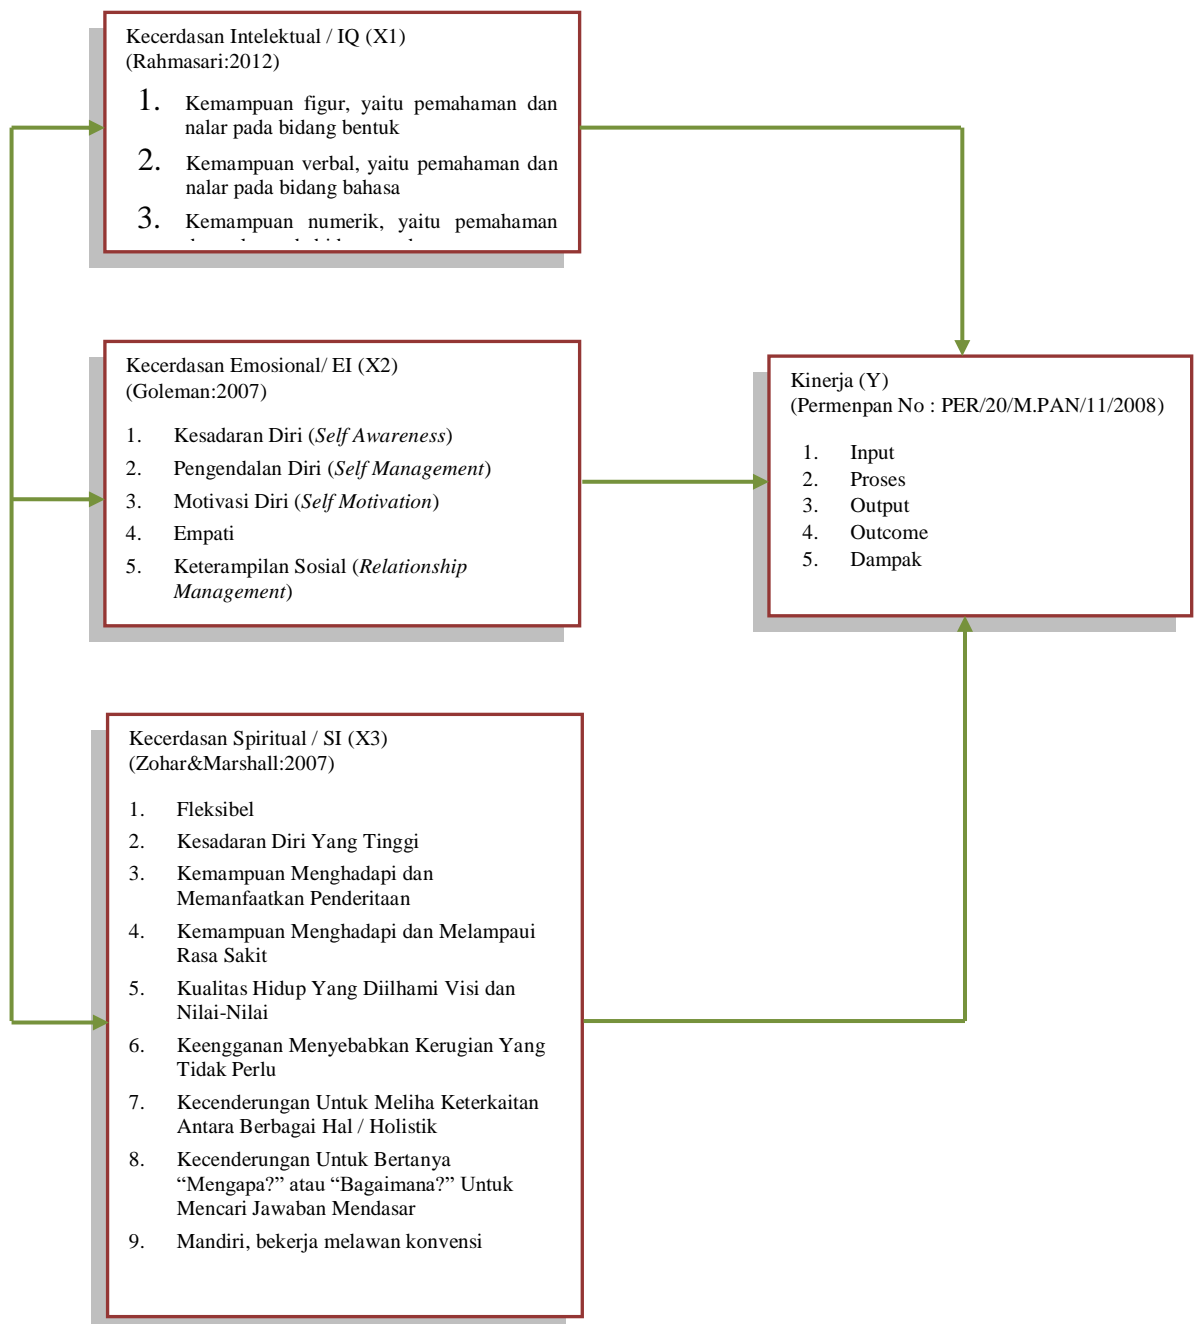 Kecerdasan Intelektual / IQ (X1)
(Rahmasari:2012)
1. Kemampuan figur, yaitu pemahaman dan
nalar pada bidang bentuk
2. Kemampuan verbal, yaitu pemahaman dan
nalar pada bidang bahasa
3. Kemampuan numerik, yaitu pemahaman
Kecerdasan Emosional/ EI (X2)
(Goleman:2007)
1. Kesadaran Diri (Self Awareness)
2. Pengendalan Diri (Self Management)
3. Motivasi Diri (Self Motivation)
4. Empati
5. Keterampilan Sosial (Relationship
Management)
Kinerja (Y)
(Permenpan No : PER/20/M.PAN/11/2008)
1. Input
2. Proses
3. Output
4. Outcome
5. Dampak
Kecerdasan Spiritual / SI (X3)
(Zohar&Marshall:2007)
1. Fleksibel
2. Kesadaran Diri Yang Tinggi
3. Kemampuan Menghadapi dan
Memanfaatkan Penderitaan
4. Kemampuan Menghadapi dan Melampaui
Rasa Sakit
5. Kualitas Hidup Yang Diilhami Visi dan
Nilai-Nilai
6. Keengganan Menyebabkan Kerugian Yang
Tidak Perlu
7. Kecenderungan Untuk Meliha Keterkaitan
Antara Berbagai Hal / Holistik
8. Kecenderungan Untuk Bertanya
“Mengapa?” atau “Bagaimana?” Untuk
Mencari Jawaban Mendasar
9. Mandiri, bekerja melawan konvensi